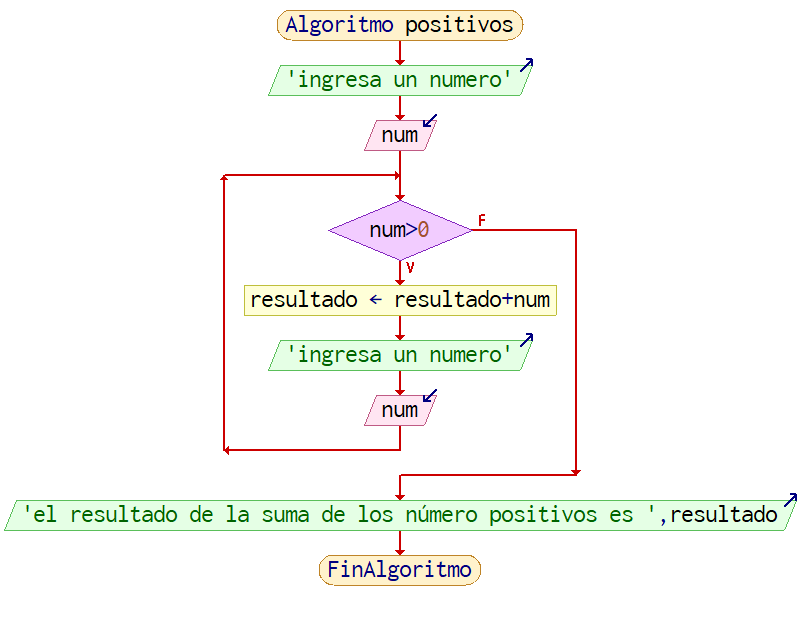 Algoritmo positivos
'ingresa un numero'
num
num>0
F
V
resultado ← resultado+num
'ingresa un numero'
num
'el resultado de la suma de los número positivos es ',resultado
FinAlgoritmo